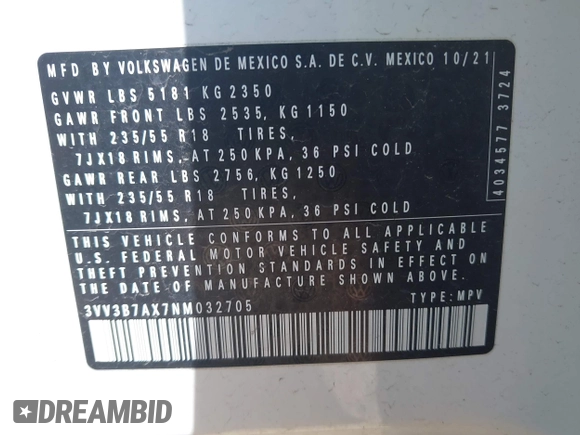 MFD BY VOLKSWAGEN DE MEXICO S.A. DE C.V. MEXICO 10/21
GVWR LBS 5181 KG 2350
GAWR FRONT LBS 2535, KG 1150
WITH 235/55 R18 TIRES,
7JX18 RIMS, AT 250 KPA, 36 PSI COLD
GAWR REAR LBS 2756, KG 1250
WITH 235/55 R18 TIRES,
7JX18 RIMS, AT 250 KPA, 36 PSI COLD
THIS VEHICLE CONFORMS TO ALL APPLICABLE
U.S. FEDERAL MOTOR VEHICLE SAFETY AND
THEFT PREVENTION STANDARDS IN EFFECT ON
THE DATE OF MANUFACTURE SHOWN ABOVE.
3VV3B7AX7NM032705 TYPE: MPV
4034577 3724
DREAMBID